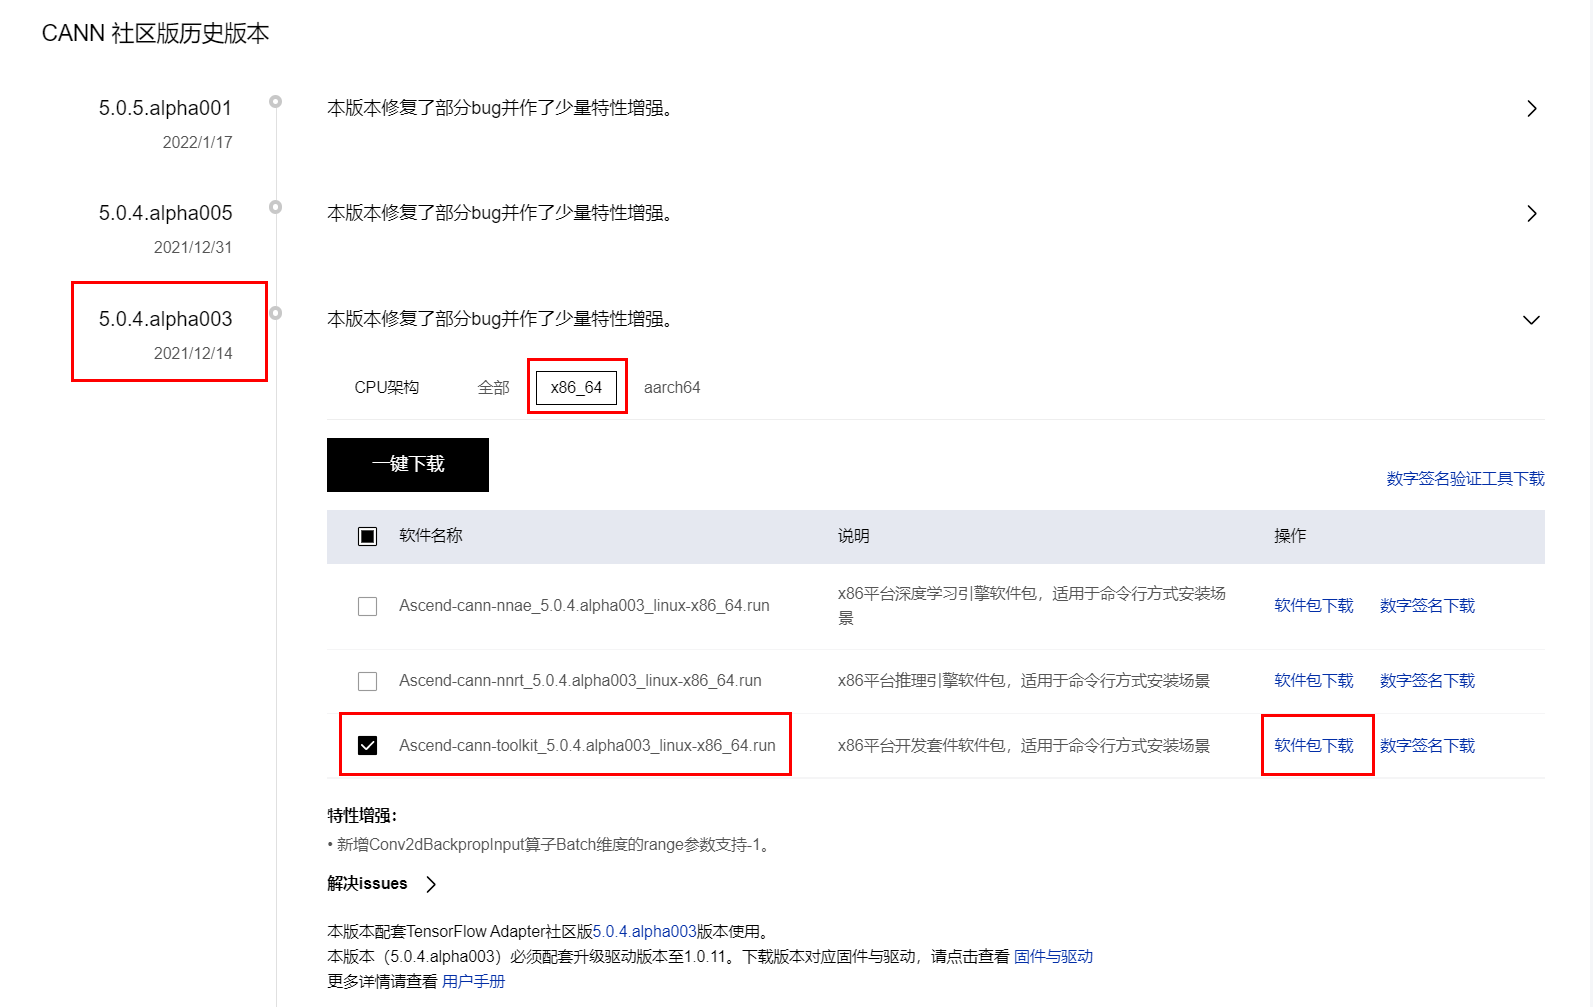 CANN 社区版历史版本
5.0.5.alpha001
本版本修复了部分bug并作了少量特性增强。
2022/1/17
5.0.4.alpha005
本版本修复了部分bug并作了少量特性增强。
2021/12/31
5.0.4.alpha003
本版本修复了部分bug并作了少量特性增强。
2021/12/14
CPU架构 全部 x86_64 aarch64
一键下载
数字签名验证工具下载
软件名称 说明 操作
Ascend-cann-nnae_5.0.4.alpha003_linux-x86_64.run x86平台深度学习引擎软件包，适用于命令行方式安装场
景
软件包下载 数字签名下载
Ascend-cann-nnrt_5.0.4.alpha003_linux-x86_64.run x86平台推理引擎软件包，适用于命令行方式安装场景 软件包下载 数字签名下载
Ascend-cann-toolkit_5.0.4.alpha003_linux-x86_64.run x86平台开发套件软件包，适用于命令行方式安装场景 软件包下载 数字签名下载
特性增强：
• 新增Conv2dBackpropInput算子Batch维度的range参数支持-1。
解决issues
本版本配套TensorFlow Adapter社区版5.0.4.alpha003版本使用。
本版本（5.0.4.alpha003）必须配套升级驱动版本至1.0.11。下载版本对应固件与驱动，请点击查看 固件与驱动
更多详情请查看 用户手册